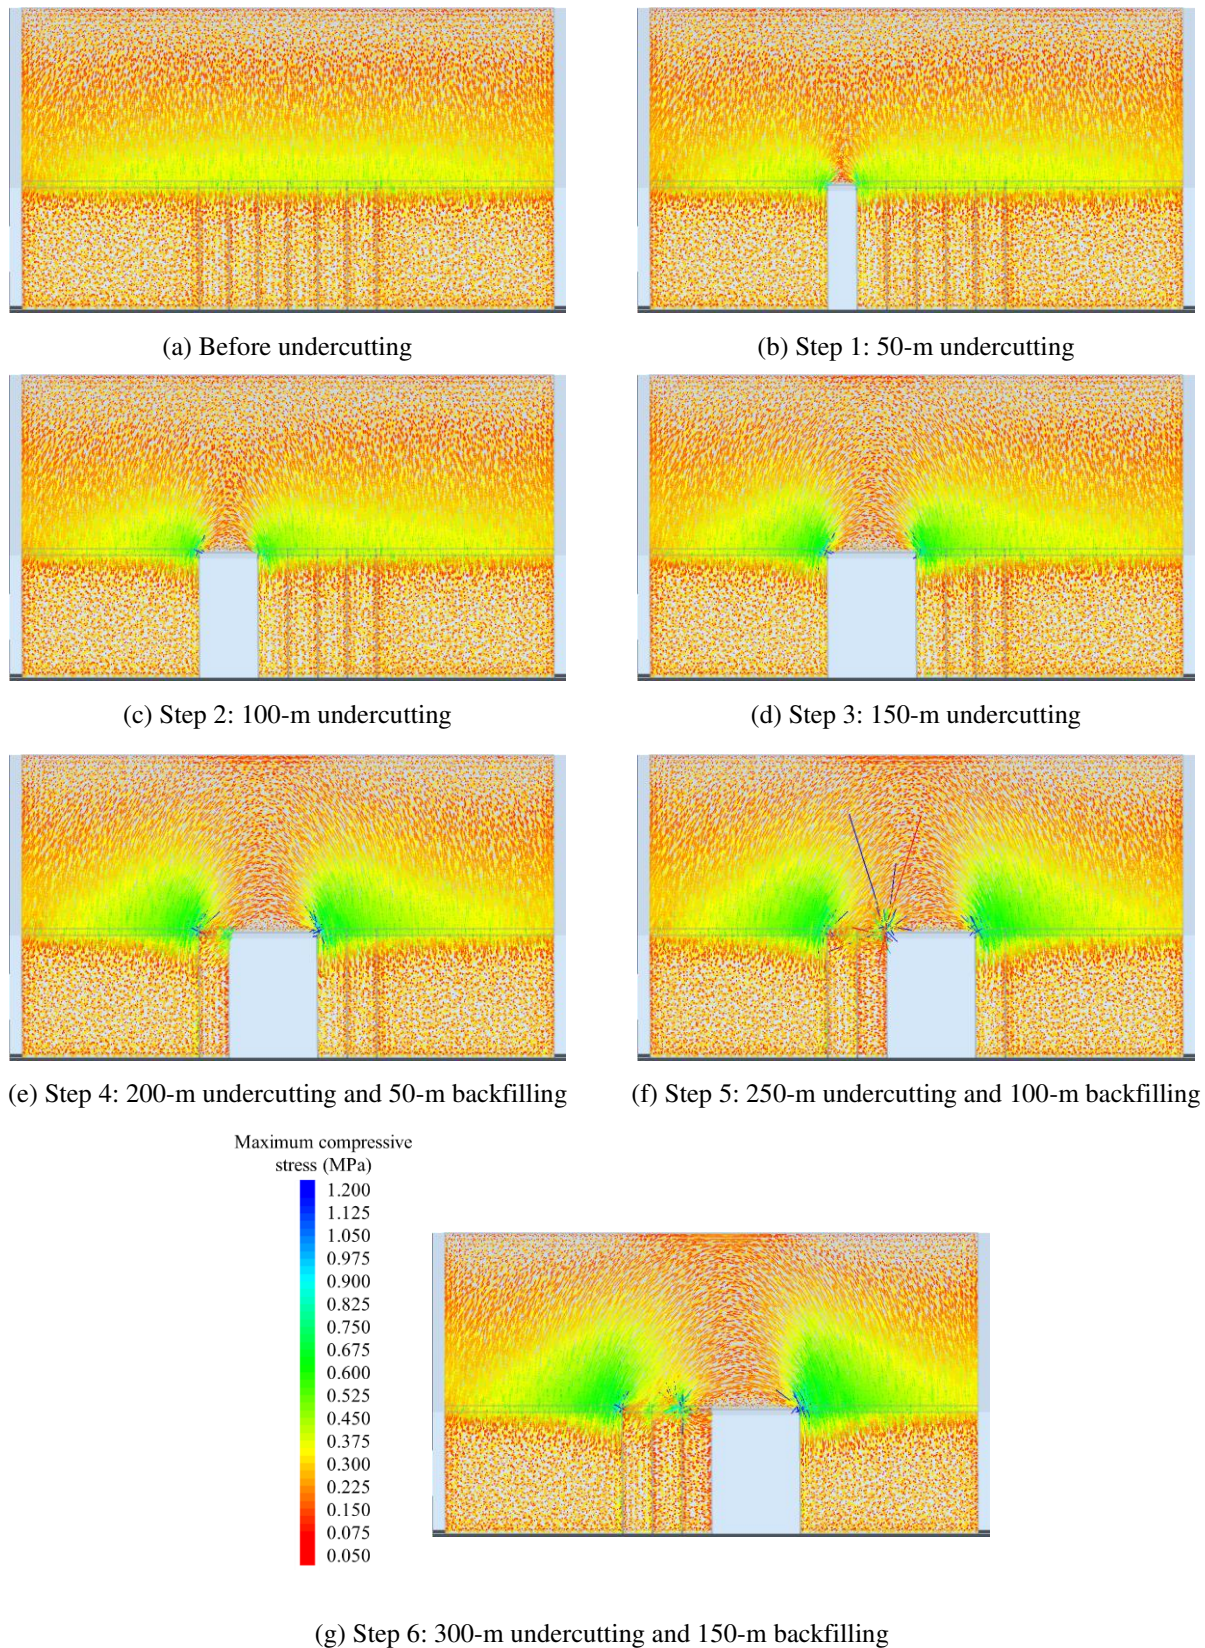 (a) Before undercutting
(b) Step 1: 50-m undercutting
(c) Step 2: 100-m undercutting
(d) Step 3: 150-m undercutting
(e) Step 4: 200-m undercutting and 50-m backfilling
(f) Step 5: 250-m undercutting and 100-m backfilling
Maximum compressive
stress (MPa)
1.200
1.125
1.050
0.975
0.900
0.825
0.750
0.675
0.600
0.525
0.450
0.375
0.300
0.225
0.150
0.075
0.050
(g) Step 6: 300-m undercutting and 150-m backfilling